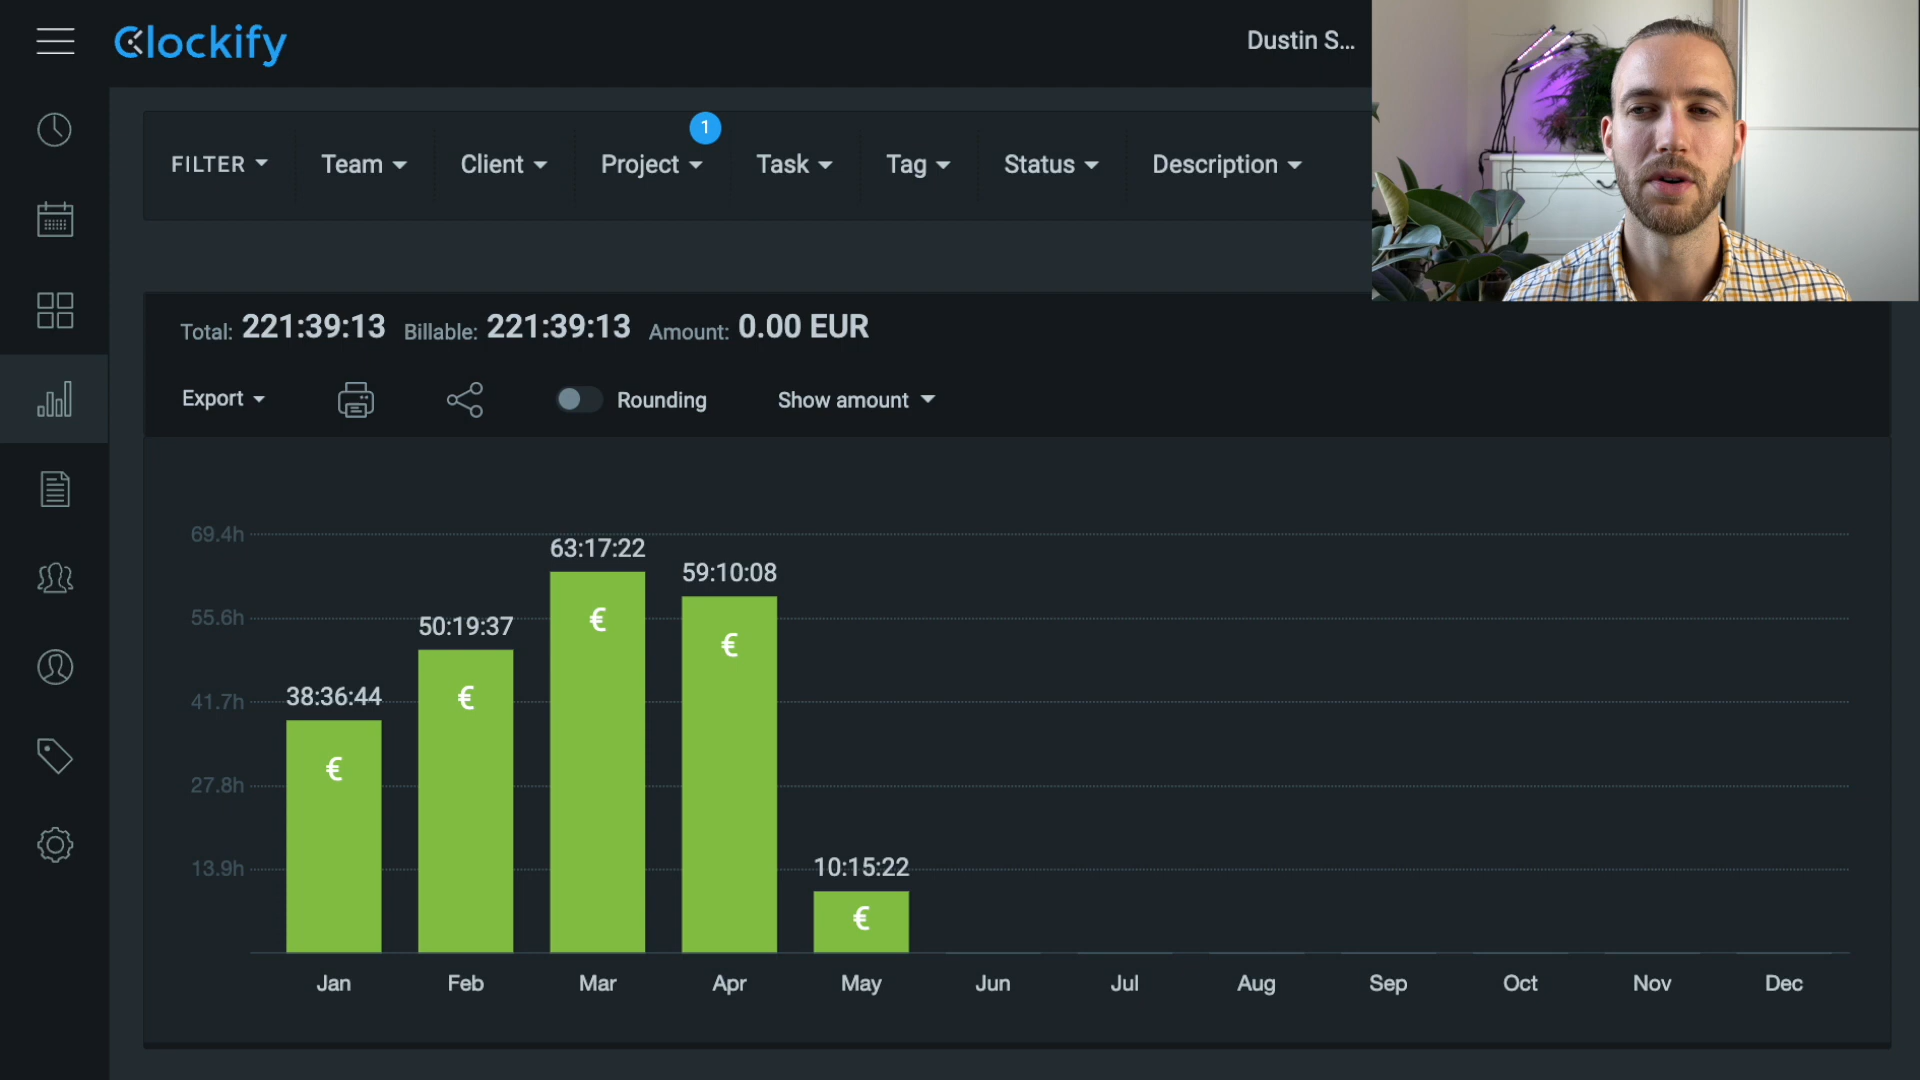 Clockify
Dustin S...
1
FILTER Team Client Project Task Tag Status Description
Total: 221:39:13 Billable: 221:39:13 Amount: 0.00 EUR
Export Rounding Show amount
69.4h
63:17:22
59:10:08
55.6h
50:19:37
41.7h
38:36:44
27.8h
13.9h
10:15:22
€ € € € €
Jan Feb Mar Apr May Jun Jul Aug Sep Oct Nov Dec